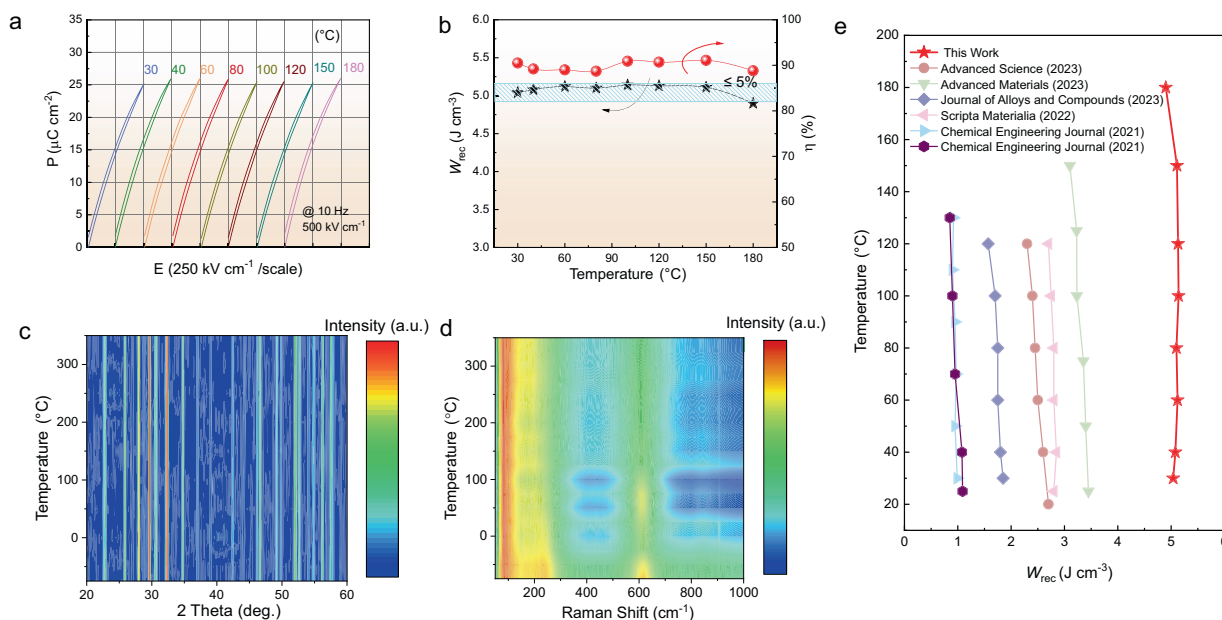 a
35
30
25
20
15
10
5
0
P (μC cm⁻²)
(°C)
30 40 60 80 100 120 150 180
@ 10 Hz
500 kV cm⁻¹
E (250 kV cm⁻¹ /scale)
b
6.0
5.5
5.0
4.5
4.0
3.5
3.0
W_rec (J cm⁻³)
≤ 5%
100
90
80
70
60
50
η (%)
30 60 90 120 150 180
Temperature (°C)
c
Intensity (a.u.)
300
200
100
0
Temperature (°C)
20 30 40 50 60
2 Theta (deg.)
d
Intensity (a.u.)
300
200
100
0
Temperature (°C)
200 400 600 800 1000
Raman Shift (cm⁻¹)
e
200
180
160
140
120
100
80
60
40
20
Temperature (°C)
This Work
Advanced Science (2023)
Advanced Materials (2023)
Journal of Alloys and Compounds (2023)
Scripta Materialia (2022)
Chemical Engineering Journal (2021)
Chemical Engineering Journal (2021)
0 1 2 3 4 5 6
W_rec (J cm⁻³)